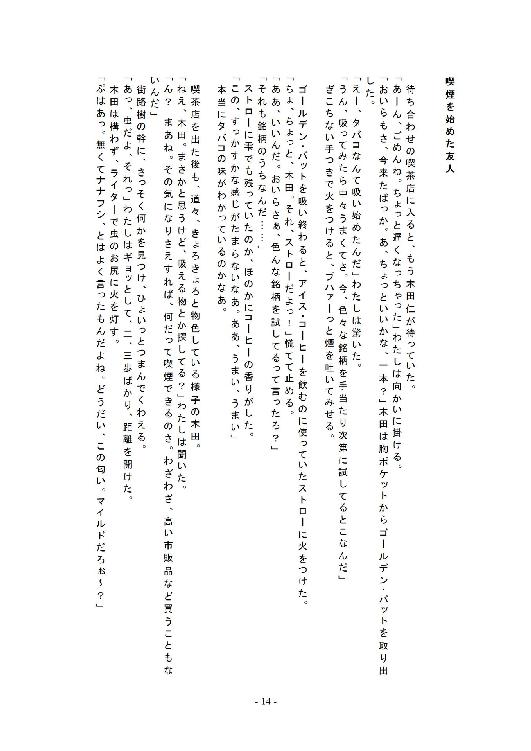 喫煙を始めた友人
待ち合わせの喫茶店に入ると、もう木田仁が待っていた。
「あーん、ごめんね。ちょっと遅くなっちゃった」わたしは向かいに掛ける。
「おいらもさ、今来たばっか。あ、ちょっといいかな、一本？」木田は胸ポケットからゴールデン・バットを取り出
した。
「えー、タバコなんて吸い始めたんだ」わたしは驚いた。
「うん、吸ってみたら中々うまくてさ。今、色々な銘柄を手当たり次第に試してるとこなんだ」
ぎこちない手つきで火をつけると、ブハァーっと煙を吐いてみせる。
ゴールデン・バットを吸い終わると、アイス・コーヒーを飲むのに使っていたストローに火をつけた。
「ちょ、ちょっと、木田。それ、ストローだよっ！」慌てて止める。
「ああ、いいんだ。おいらさぁ、色んな銘柄を試してるって言ったろ？」
それも銘柄のうちなんだ……。
ストローに雫でも残っていたのか、ほのかにコーヒーの香りがした。
「この、すっかすかな感じがたまらないなあ。ああ、うまい、うまい」
本当にタバコの味がわかっているのかなあ。
喫茶店を出た後も、道々、きょろきょろと物色している様子の木田。
「ねえ、木田。まさかと思うけど、吸える物とか探してる？」わたしは聞いた。
「ん？　まあね。その気になりさえすれば、何だって喫煙できるのさ。わざわざ、高い市販品など買うこともな
いんだ」
街路樹の幹に、さっそく何かを見つけ、ひょいっとつまんでくわえる。
「あっ、虫だよ、それっ」わたしはギョッとして、二、三歩ばかり、距離を開けた。
木田は構わず、ライターで虫のお尻に火を灯す。
「ぷはあっ。無くてナナフシ、とはよく言ったもんだよね。どうだい、この匂い。マイルドだろぉ～？」
- 14 -